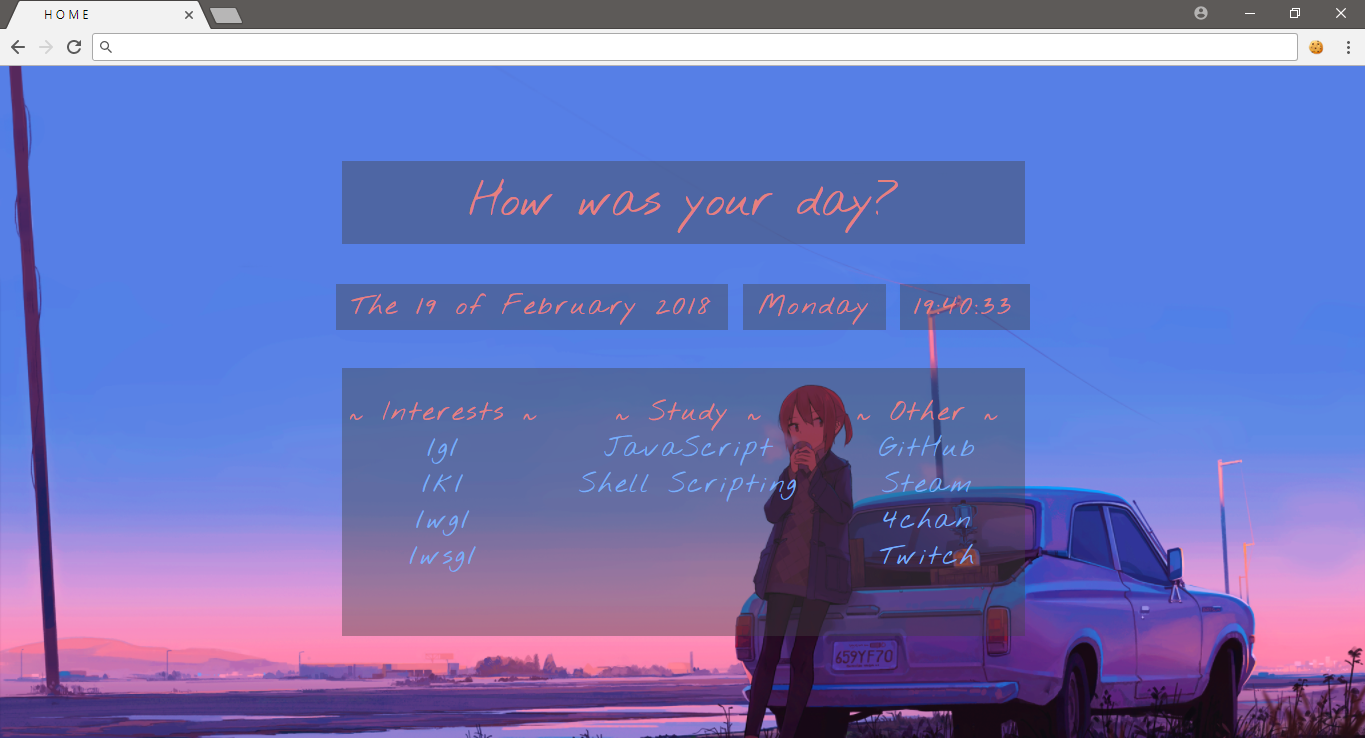 HOME
How was your day?
The 19 of February 2018 Monday 19:40:33
~ Interests ~ ~ Study ~ ~ Other ~
/g/ JavaScript GitHub
/k/ Shell Scripting Steam
/wg/ 4chan
/wsg/ Twitch
659YF70